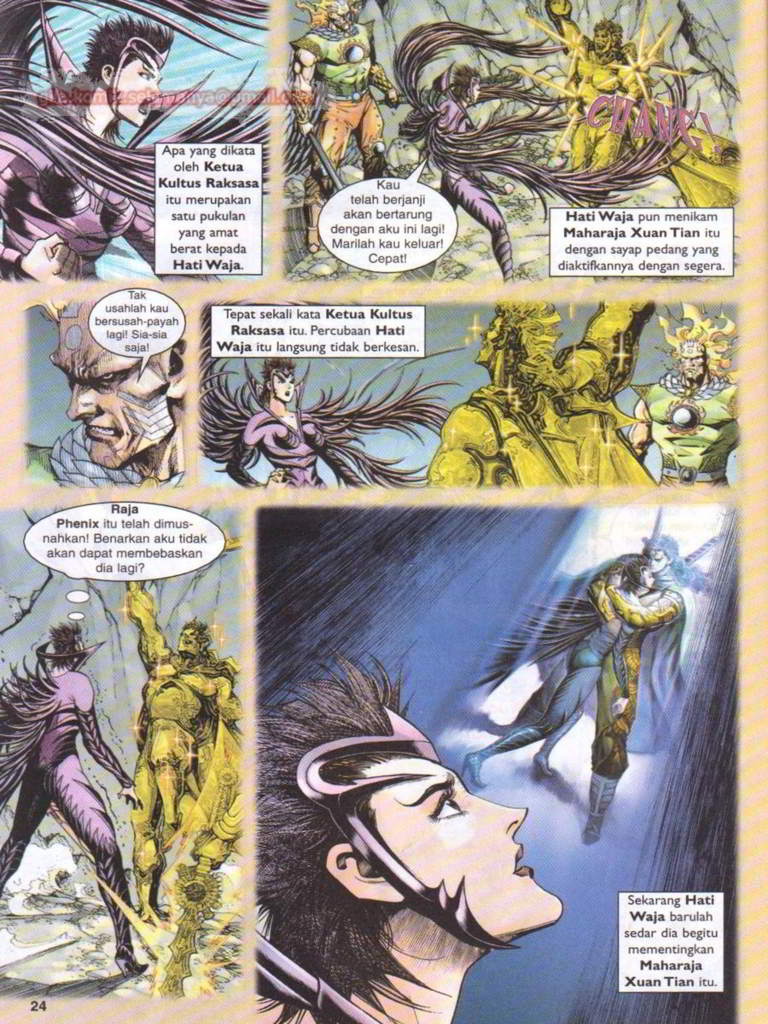 Apa yang dikata
oleh Ketua
Kultus Raksasa
itu merupakan
satu pukulan
yang amat
berat kepada
Hati Waja.
Kau
telah berjanji
akan bertarung
dengan aku ini lagi!
Marilah kau keluar!
Cepat!
CHANG!
Hati Waja pun menikam
Maharaja Xuan Tian itu
dengan sayap pedang yang
diaktifkannya dengan segera.
Tak
usahlah kau
bersusah-payah
lagi! Sia-sia
saja!
Tepat sekali kata Ketua Kultus
Raksasa itu. Percubaan Hati
Waja itu langsung tidak berkesan.
Raja
Phenix itu telah dimus-
nahkan! Benarkan aku tidak
akan dapat membebaskan
dia lagi?
Sekarang Hati
Waja barulah
sedar dia begitu
mementingkan
Maharaja
Xuan Tian itu.
24